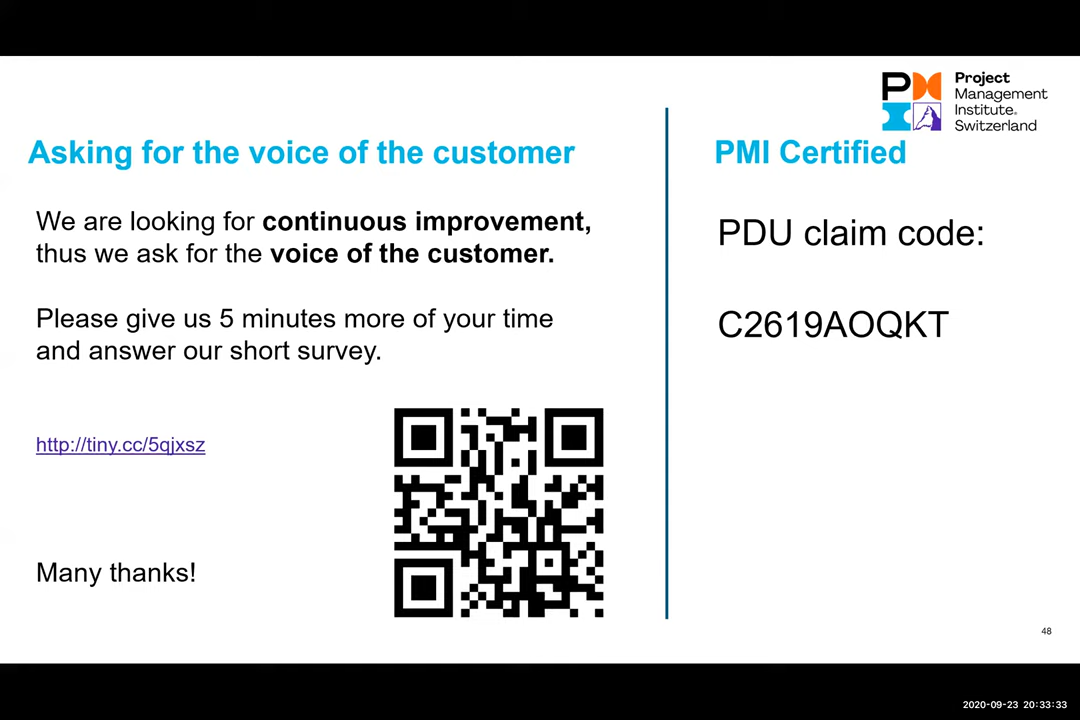 PM
Project
Management
Institute.
Switzerland
Asking for the voice of the customer
We are looking for continuous improvement,
thus we ask for the voice of the customer.
Please give us 5 minutes more of your time
and answer our short survey.
http://tiny.cc/5qjxsz
Many thanks!
PMI Certified
PDU claim code:
C2619AOQKT
48
2020-09-23 20:33:33